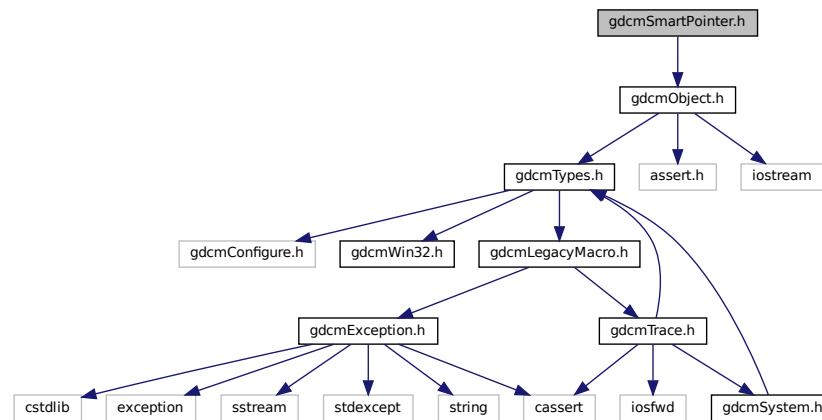 gdcmSmartPointer.h
gdcmObject.h
gdcmTypes.h
assert.h
iostream
gdcmConfigure.h
gdcmWin32.h
gdcmLegacyMacro.h
gdcmException.h
gdcmTrace.h
cstdlib
exception
sstream
stdexcept
string
cassert
iosfwd
gdcmSystem.h